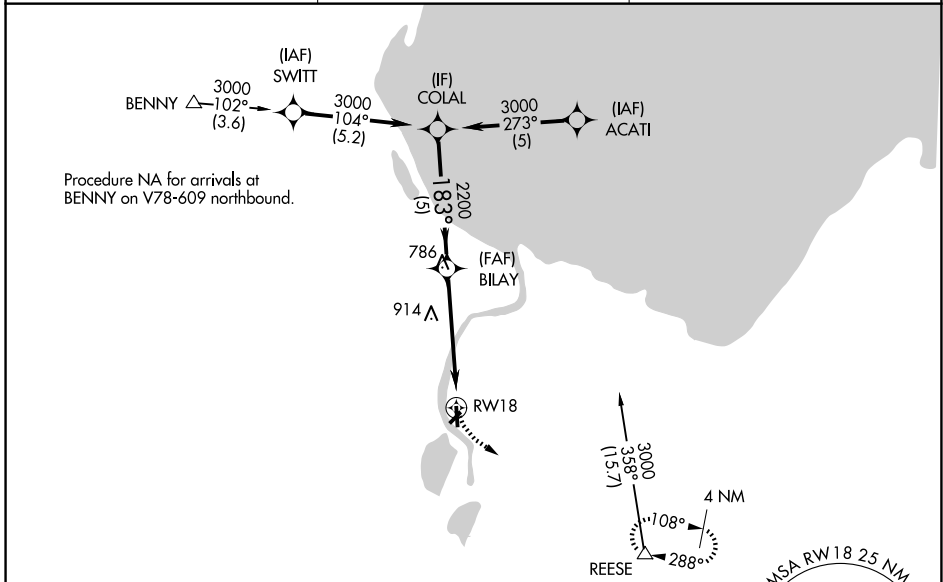 (IAF)
SWITT
BENNY
3000
102°
(3.6)
3000
104°
(5.2)
(IF)
COLAL
3000
273°
(5)
(IAF)
ACATI
Procedure NA for arrivals at
BENNY on V78-609 northbound.
2200
183°
(5)
786
(FAF)
BILAY
914
RW18
3000
358°
(15.7)
4 NM
108°
288°
REESE
MSA RW18 25 NM